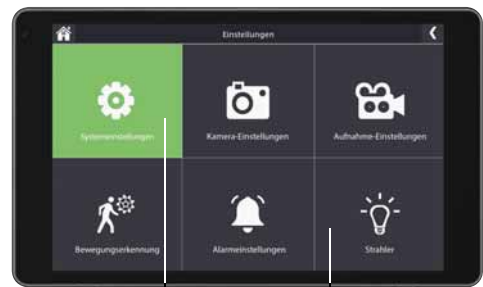 Einstellungen
Systemeinstellungen
Kamera-Einstellungen
Aufnahme-Einstellungen
Bewegungserkennung
Alarmeinstellungen
Strahler